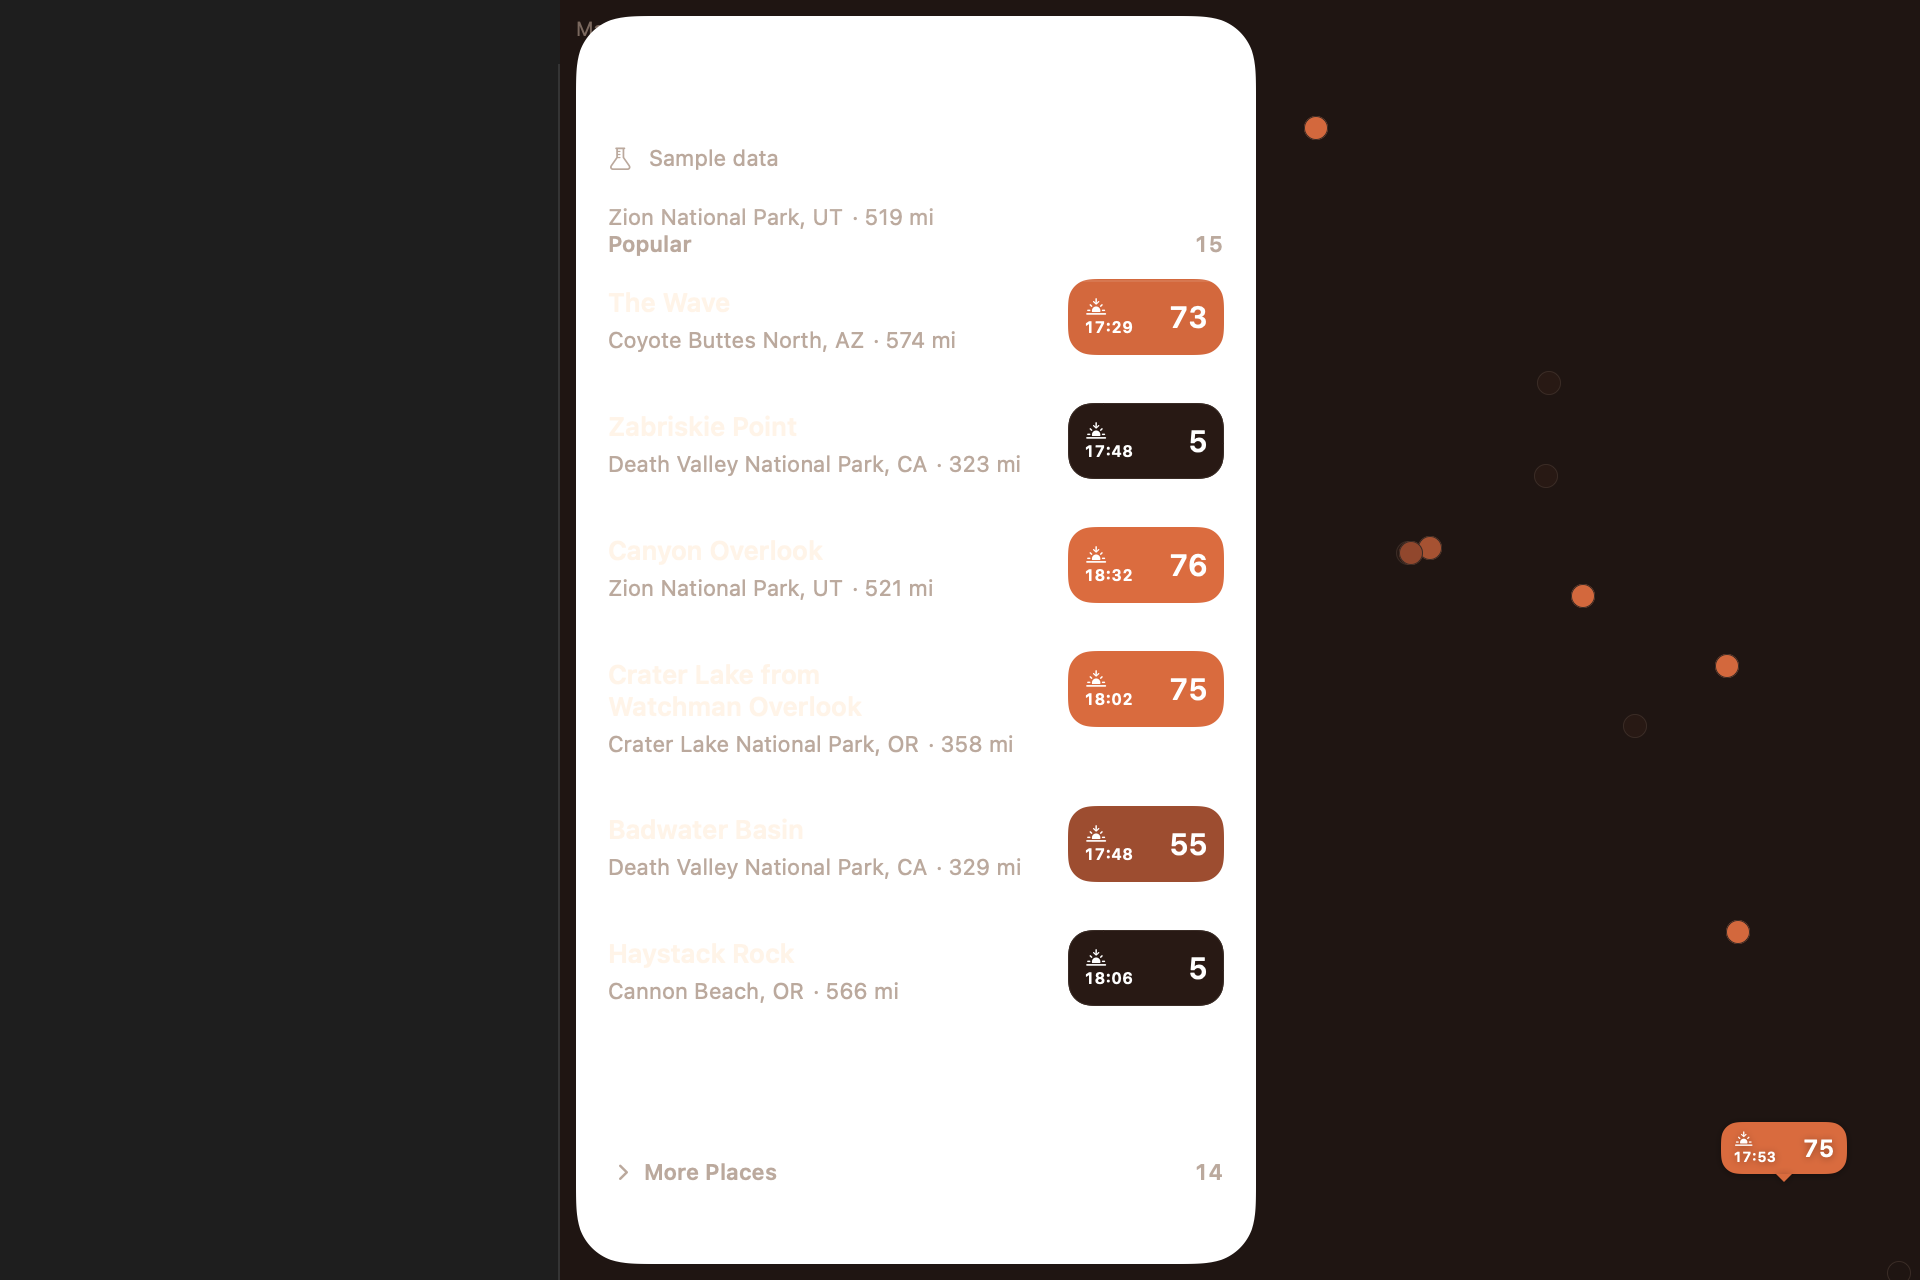 Sample data
Zion National Park, UT · 519 mi
Popular 15
The Wave
Coyote Buttes North, AZ · 574 mi
17:29 73
Zabriskie Point
Death Valley National Park, CA · 323 mi
17:48 5
Canyon Overlook
Zion National Park, UT · 521 mi
18:32 76
Crater Lake from
Watchman Overlook
Crater Lake National Park, OR · 358 mi
18:02 75
Badwater Basin
Death Valley National Park, CA · 329 mi
17:48 55
Haystack Rock
Cannon Beach, OR · 566 mi
18:06 5
More Places 14
17:53 75